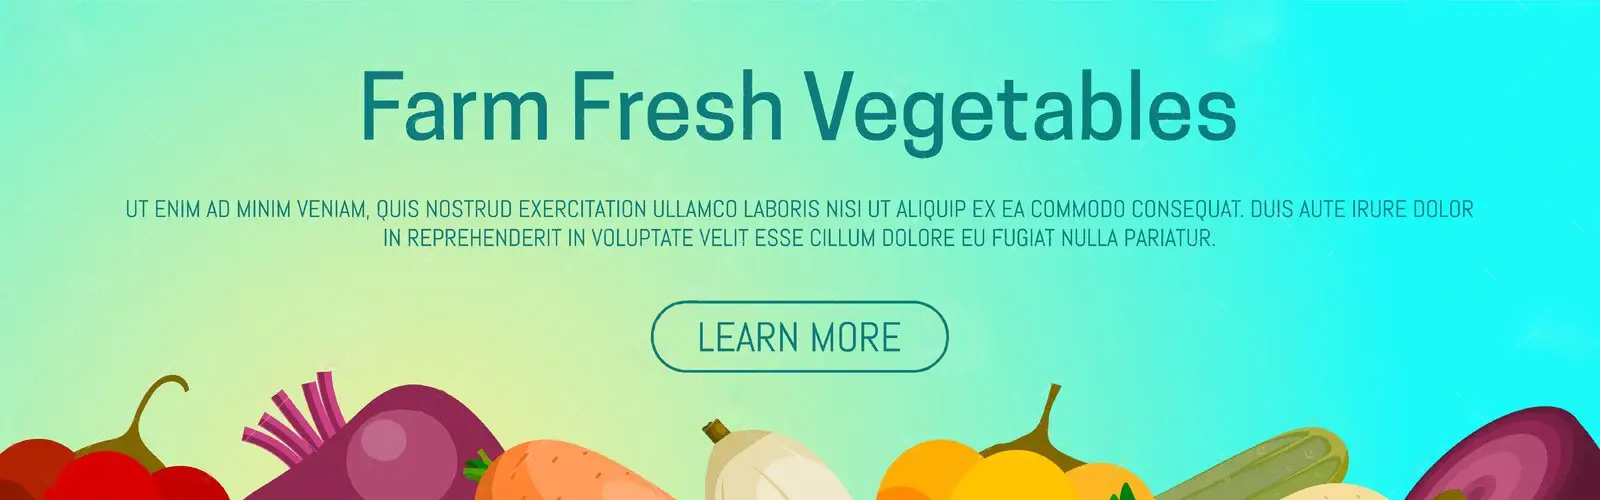 Farm Fresh Vegetables
UT ENIM AD MINIM VENIAM, QUIS NOSTRUD EXERCITATION ULLAMCO LABORIS NISI UT ALIQUIP EX EA COMMODO CONSEQUAT. DUIS AUTE IRURE DOLOR
IN REPREHENDERIT IN VOLUPTATE VELIT ESSE CILLUM DOLORE EU FUGIAT NULLA PARIATUR.
LEARN MORE